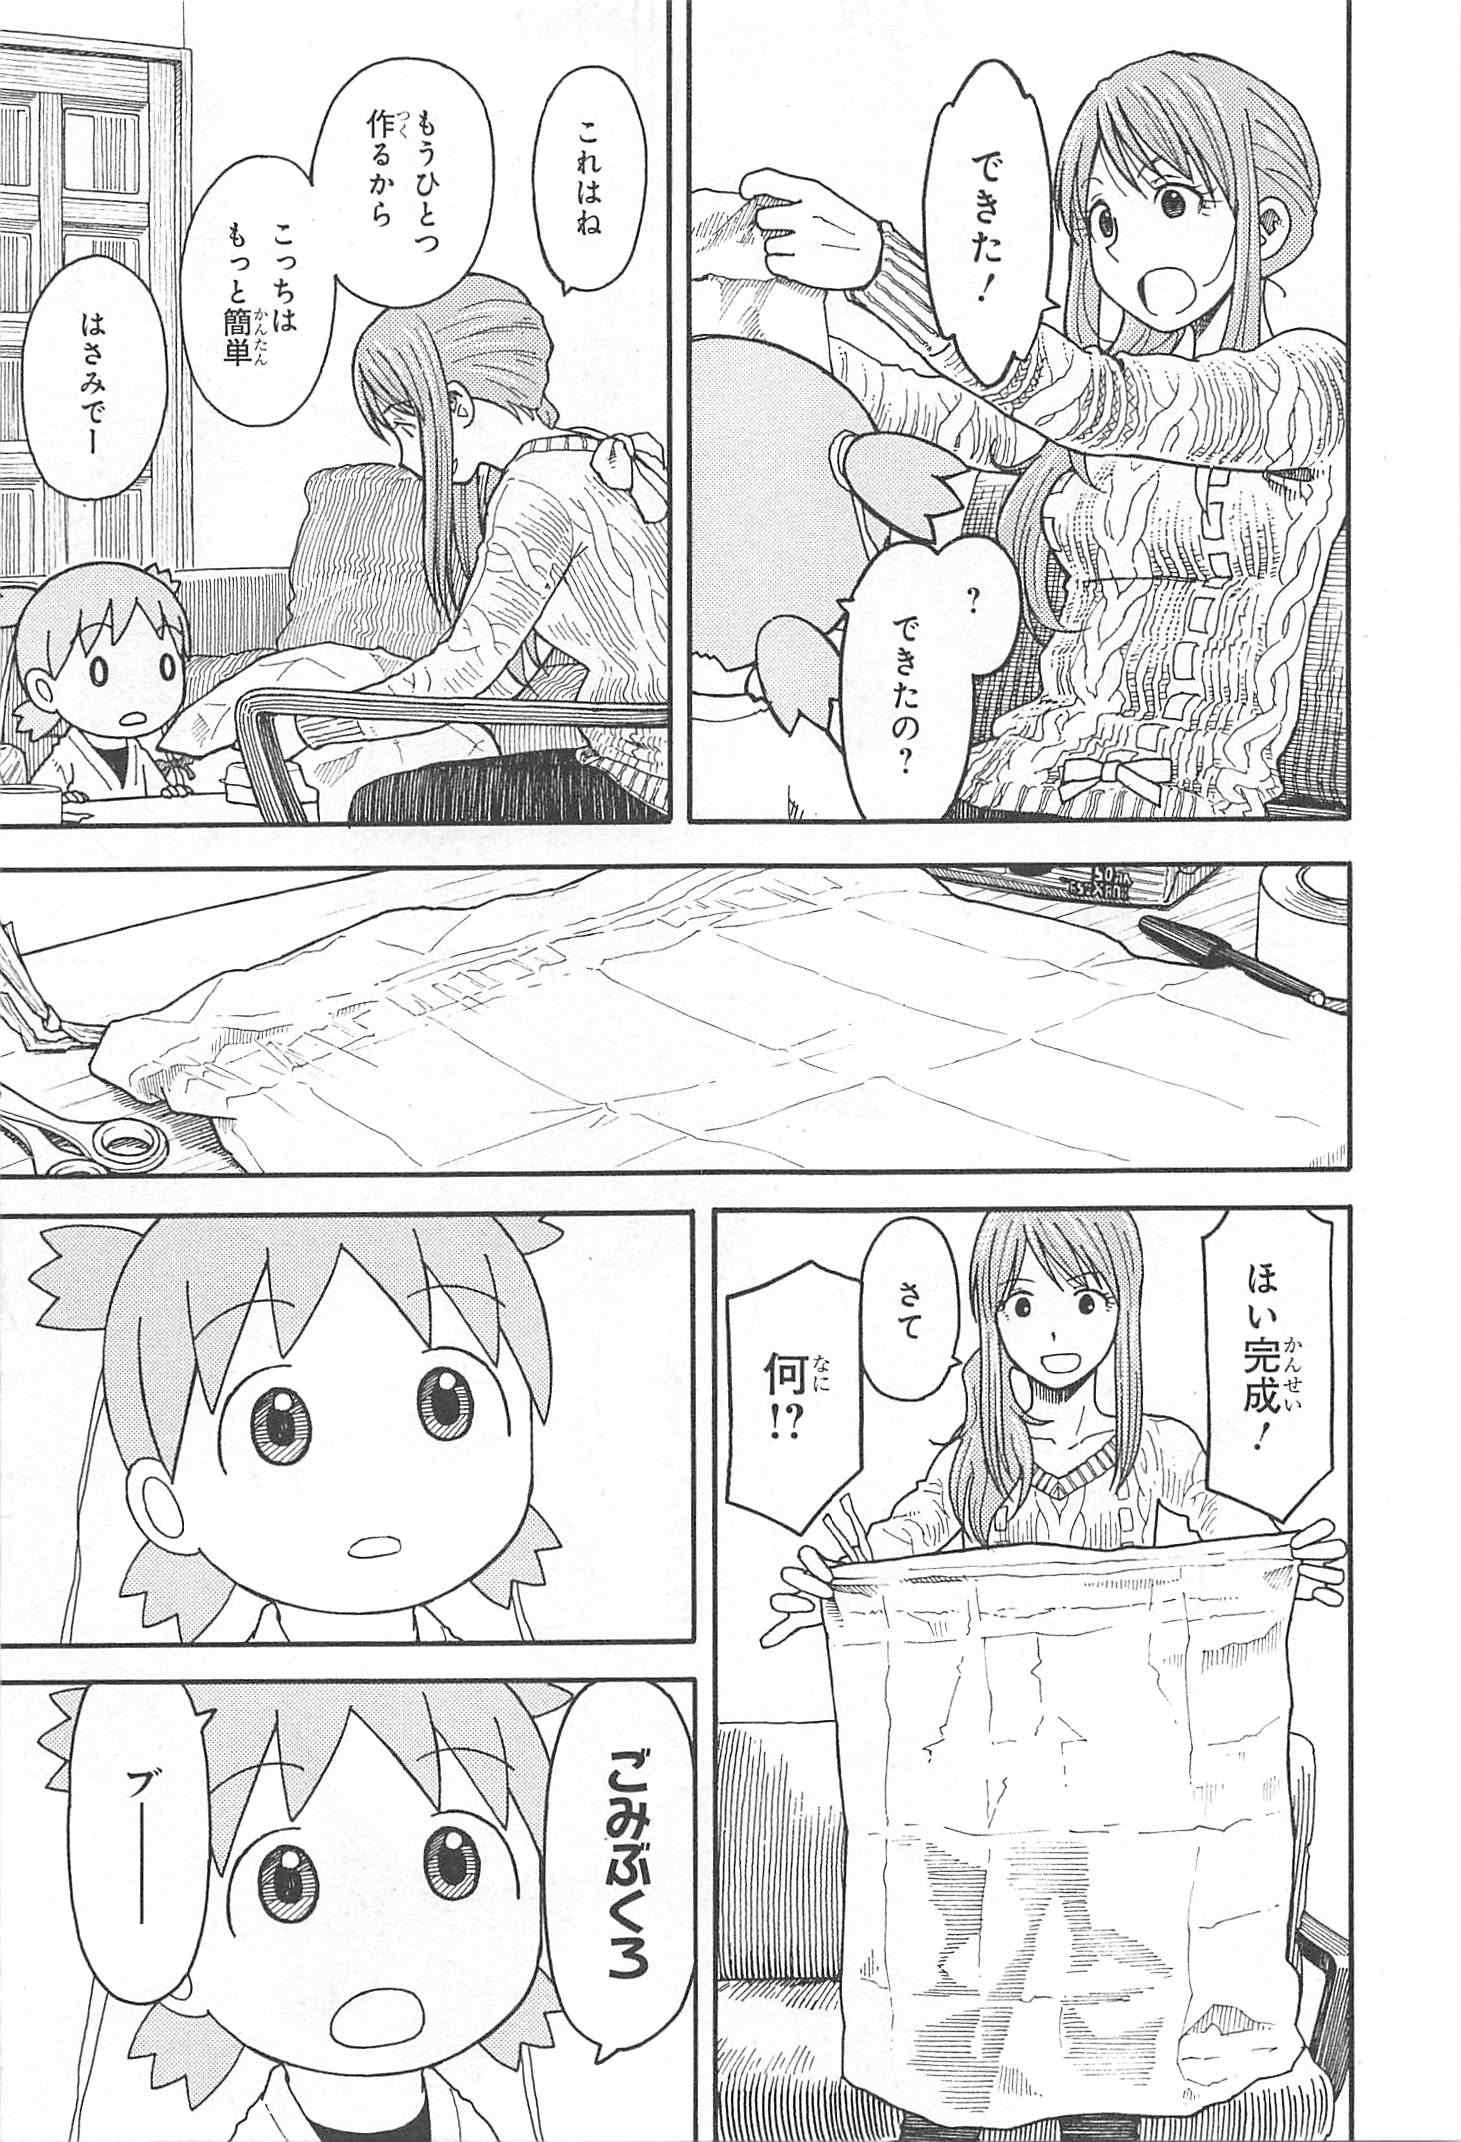 できた!
?
できたの?
これはね
もうひとつ
作るから
こっちは
もっと簡単
はさみでー
ほい完成!
さて
何!?
ごみぶくろ
ブー